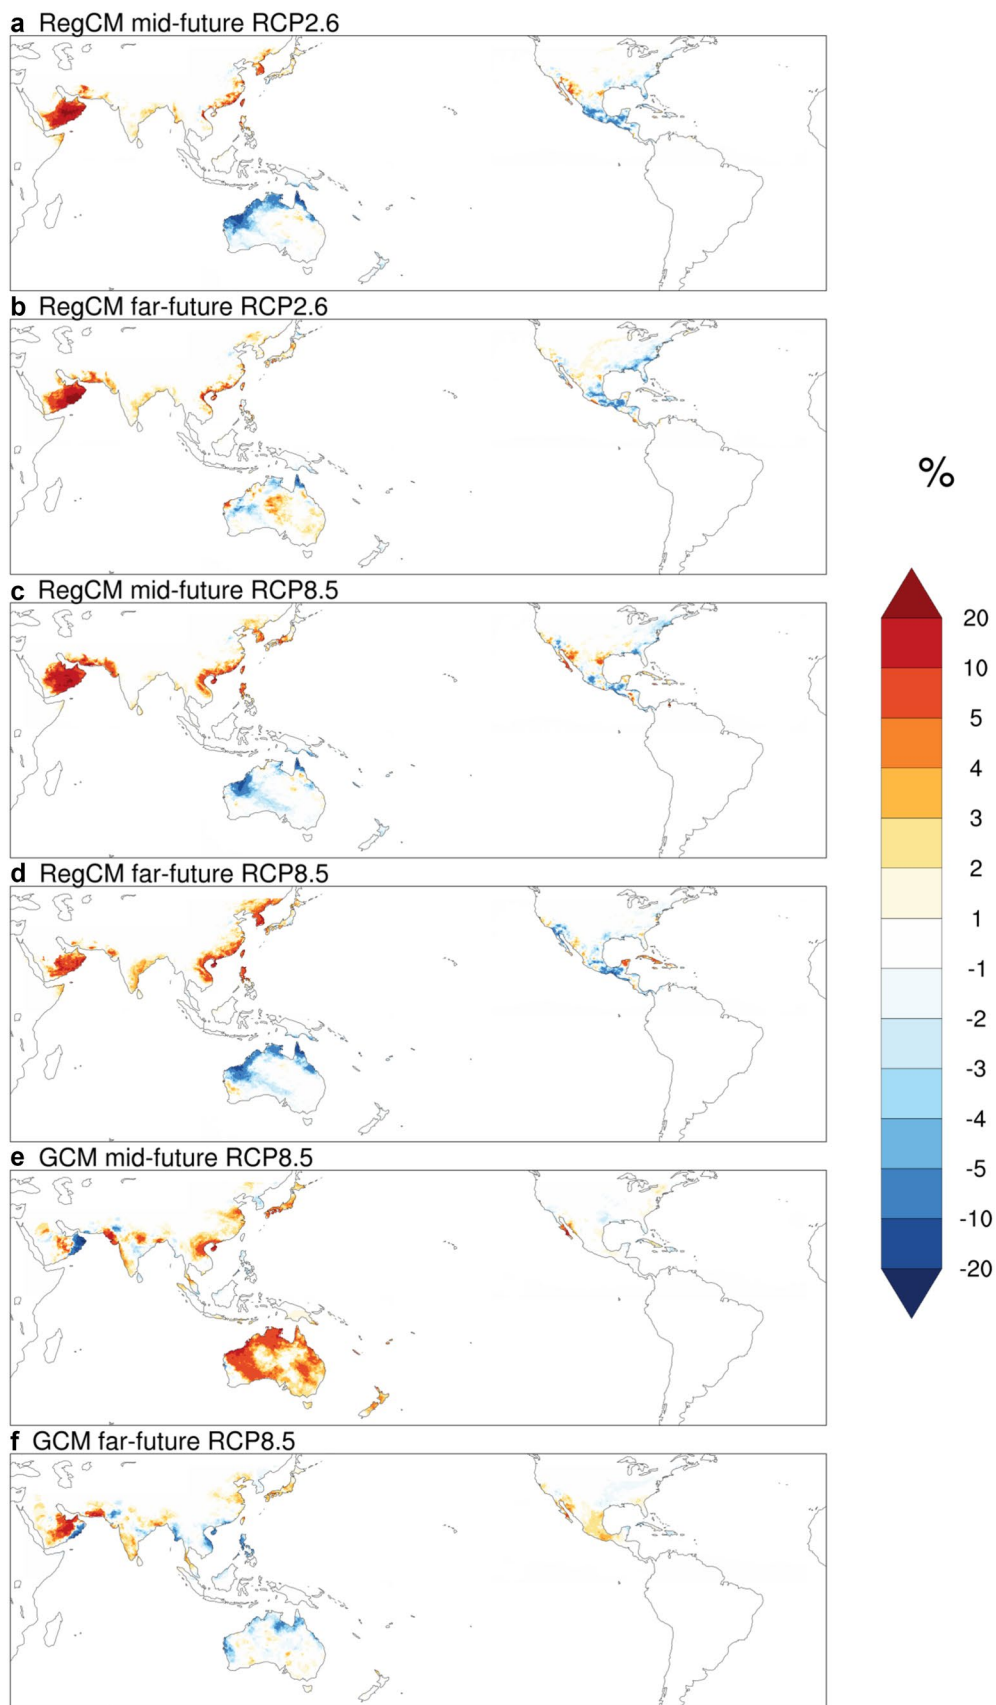 a RegCM mid-future RCP2.6
b RegCM far-future RCP2.6
c RegCM mid-future RCP8.5
d RegCM far-future RCP8.5
e GCM mid-future RCP8.5
f GCM far-future RCP8.5
%
20
10
5
4
3
2
1
-1
-2
-3
-4
-5
-10
-20